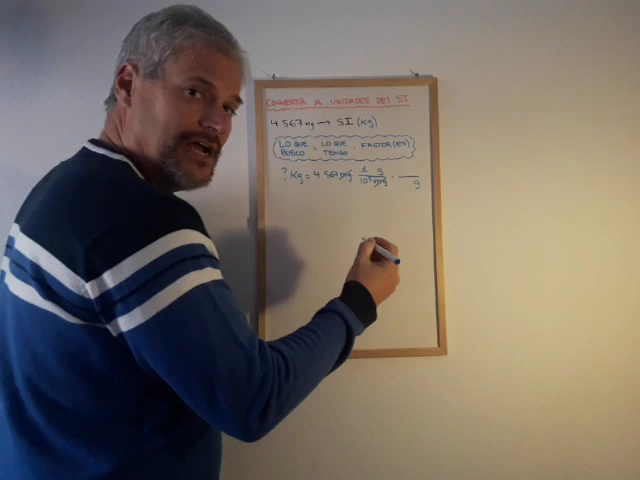 CONVERTIR A UNIDADES DEL SI
4.567 mg → SI (Kg)
LO QUE BUSCO = LO QUE TENGO · FACTOR(ES)
? Kg = 4.567 mg · 1 g / 10³ mg · ___ / g